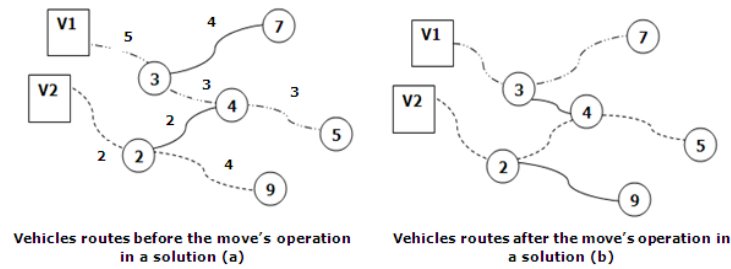 V1
5
4
7
3
3
4
3
V2
2
5
2
2
4
9
Vehicles routes before the move's operation
in a solution (a)
V1
7
3
V2
4
5
2
9
Vehicles routes after the move's operation in
a solution (b)